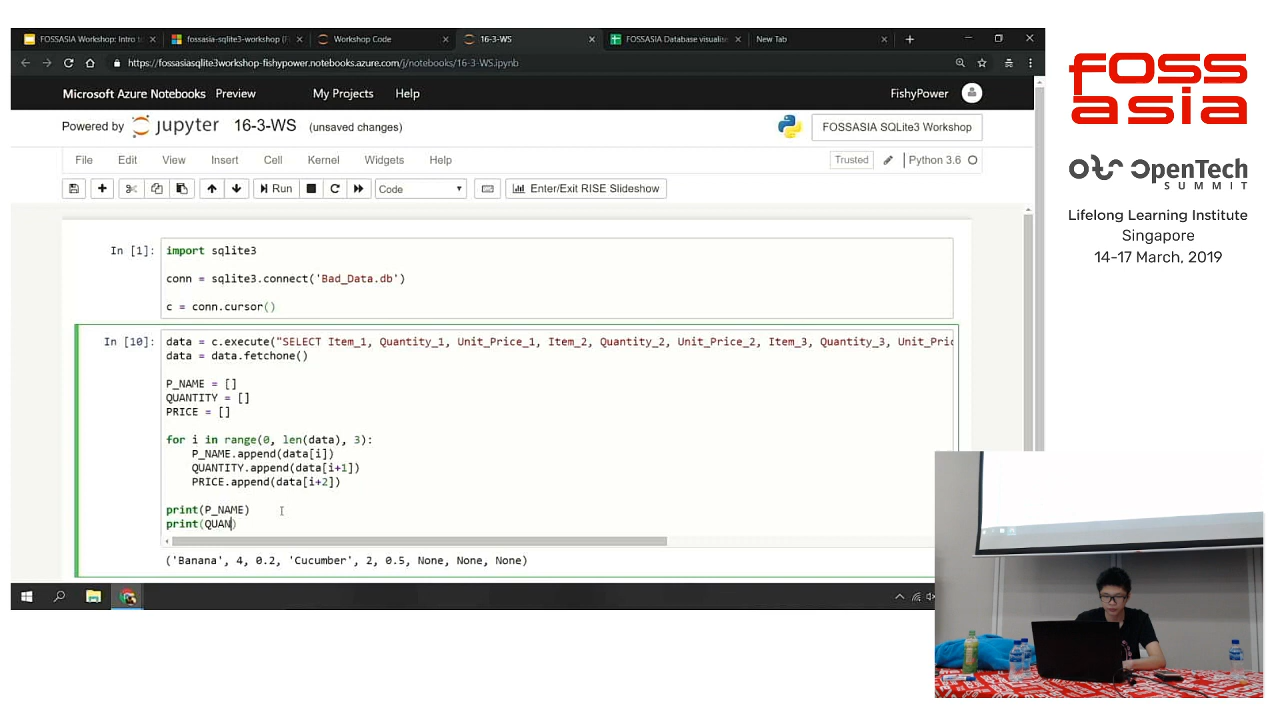 FOSSASIA Workshop: Intro t
fossasia-sqlite3-workshop (F
Workshop Code
16-3-WS
FOSSASIA Database visualise
New Tab
https://fossasiasqlite3workshop-fishypower.notebooks.azure.com/j/notebooks/16-3-WS.ipynb
Microsoft Azure Notebooks Preview My Projects Help FishyPower
Powered by jupyter 16-3-WS (unsaved changes) FOSSASIA SQLite3 Workshop
File Edit View Insert Cell Kernel Widgets Help Trusted Python 3.6
Run Code Enter/Exit RISE Slideshow
In [1]: import sqlite3
conn = sqlite3.connect('Bad_Data.db')
c = conn.cursor()
In [10]: data = c.execute("SELECT Item_1, Quantity_1, Unit_Price_1, Item_2, Quantity_2, Unit_Price_2, Item_3, Quantity_3, Unit_Pric
data = data.fetchone()
P_NAME = []
QUANTITY = []
PRICE = []
for i in range(0, len(data), 3):
P_NAME.append(data[i])
QUANTITY.append(data[i+1])
PRICE.append(data[i+2])
print(P_NAME)
print(QUAN)
('Banana', 4, 0.2, 'Cucumber', 2, 0.5, None, None, None)
foss
asia
OpenTech
SUMMIT
Lifelong Learning Institute
Singapore
14-17 March, 2019